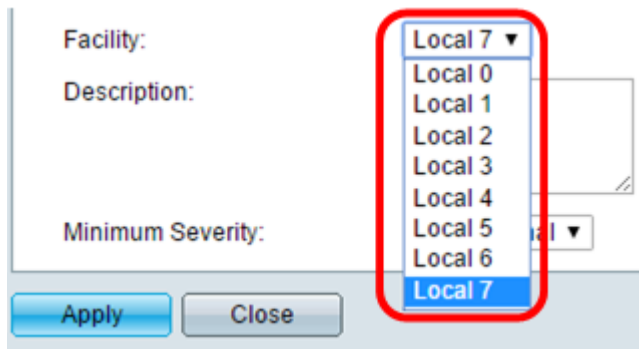 Facility: Local 7
Local 0
Description: Local 1
Local 2
Local 3
Local 4
Minimum Severity: Local 5
Local 6
Local 7
Apply Close